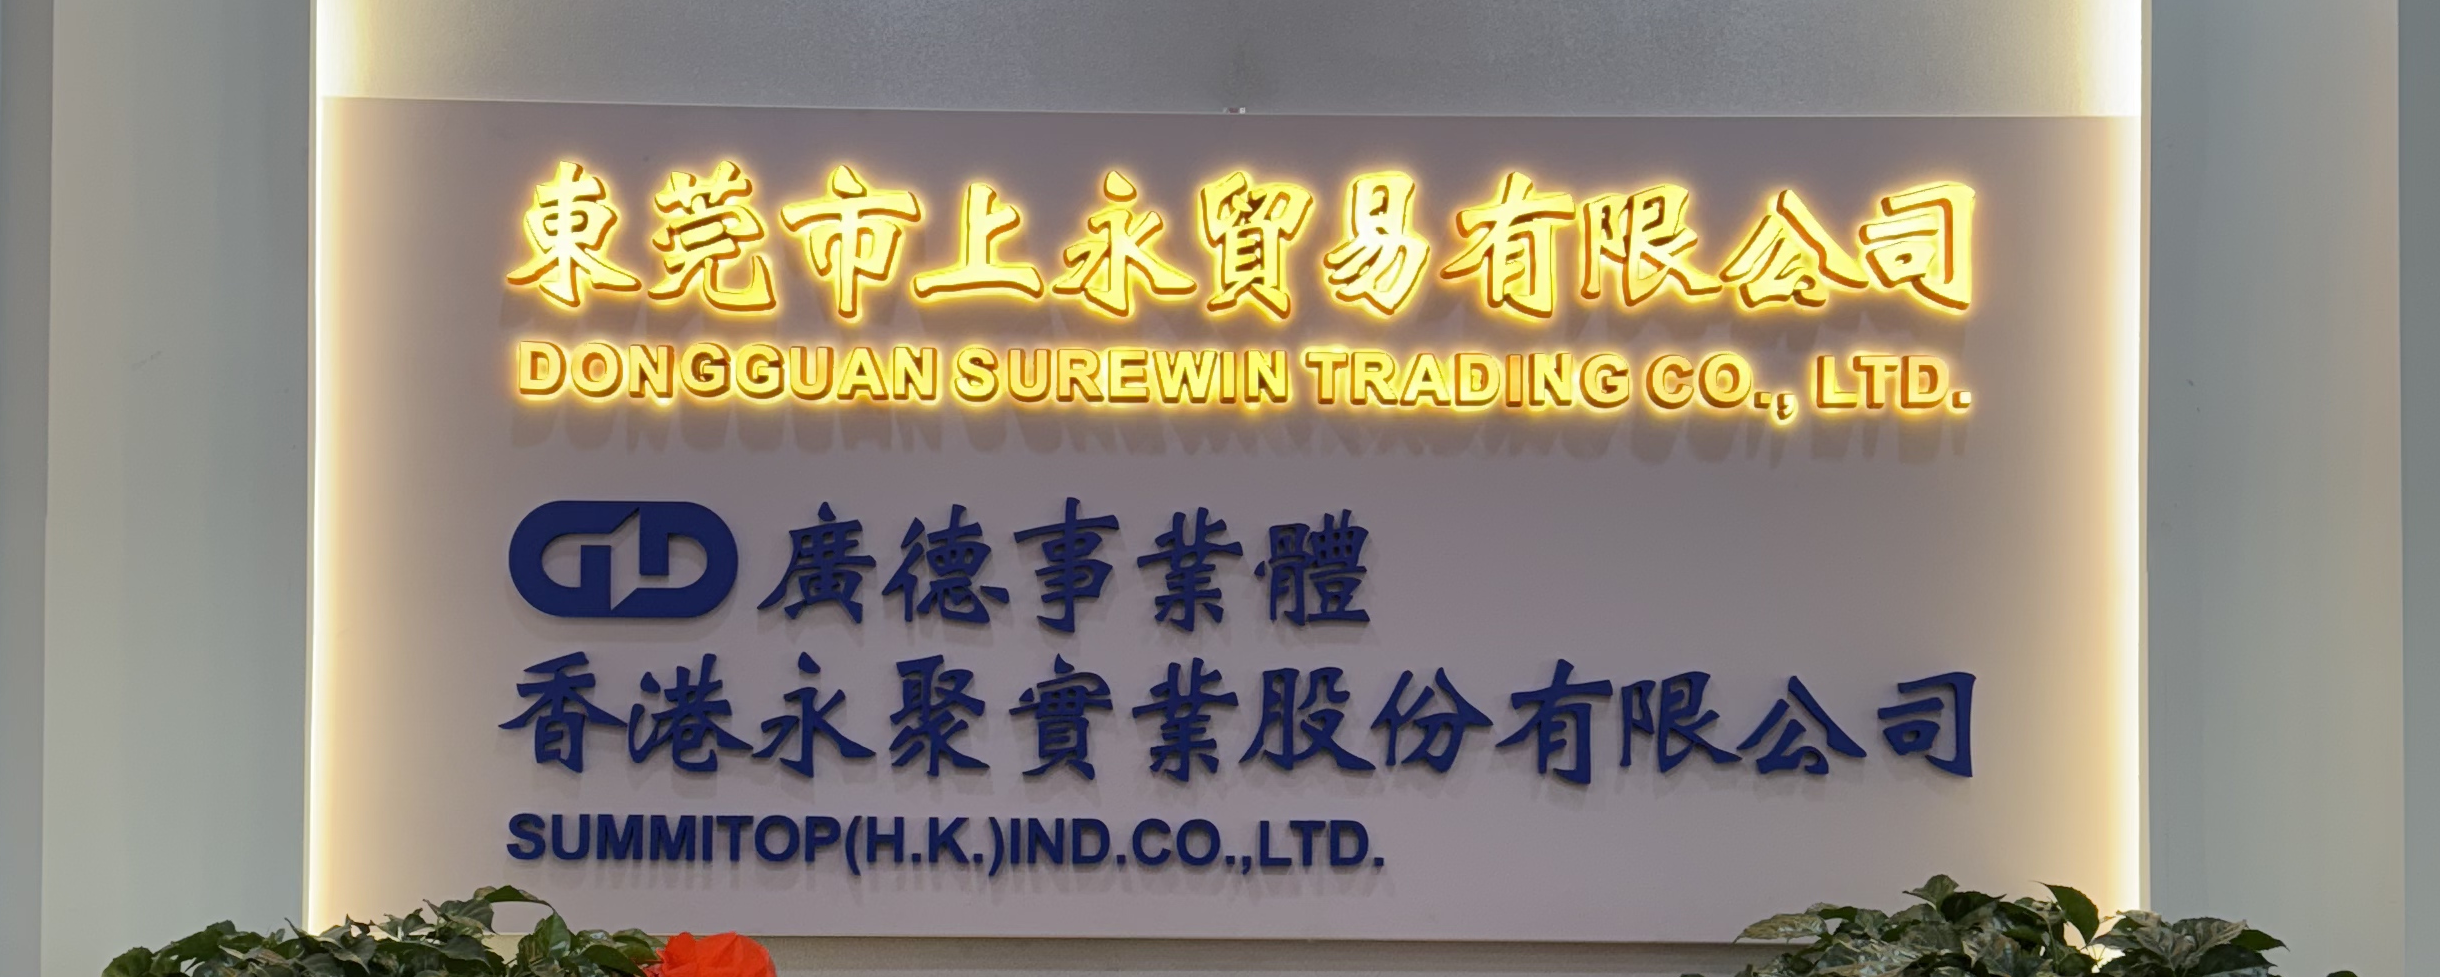 東莞市上永貿易有限公司
DONGGUAN SUREWIN TRADING CO., LTD.
GD 廣德事業體
香港永聚實業股份有限公司
SUMMITOP(H.K.)IND.CO.,LTD.